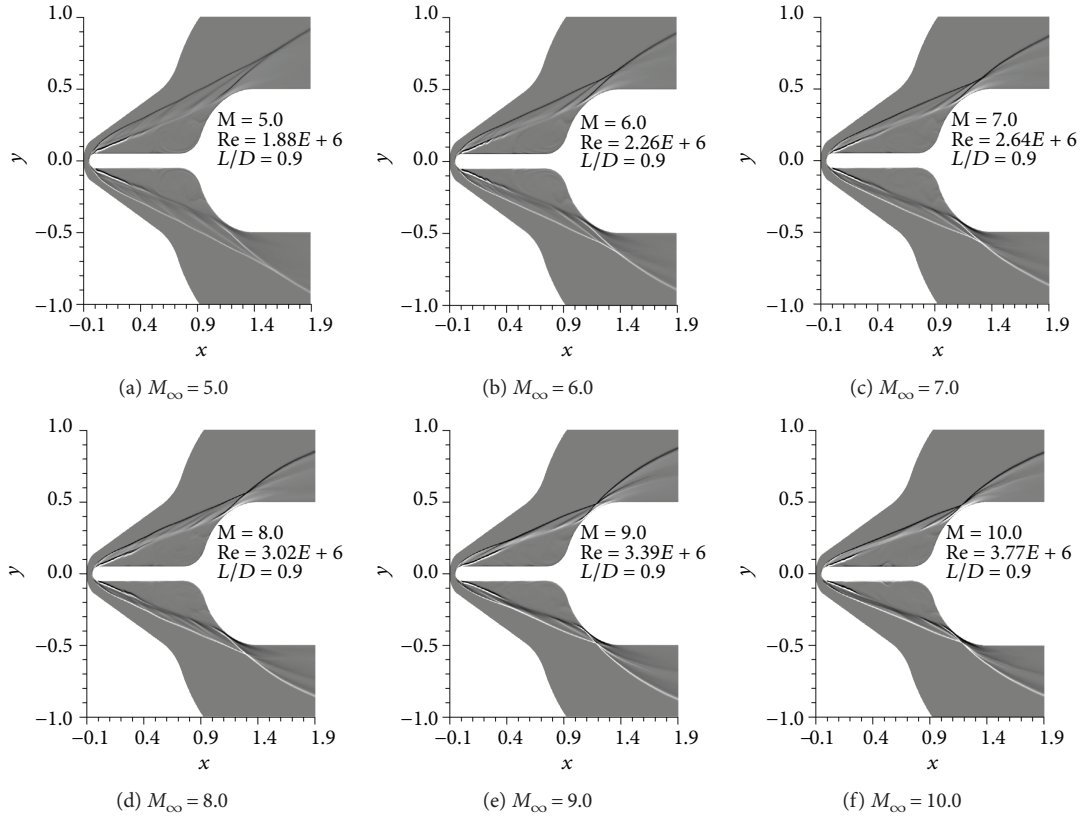 1.0
0.5
0.0
−0.5
−1.0
y
−0.1 0.4 0.9 1.4 1.9
x
M = 5.0
Re = 1.88E + 6
L/D = 0.9
(a) M∞ = 5.0
1.0
0.5
0.0
−0.5
−1.0
y
−0.1 0.4 0.9 1.4 1.9
x
M = 6.0
Re = 2.26E + 6
L/D = 0.9
(b) M∞ = 6.0
1.0
0.5
0.0
−0.5
−1.0
y
−0.1 0.4 0.9 1.4 1.9
x
M = 7.0
Re = 2.64E + 6
L/D = 0.9
(c) M∞ = 7.0
1.0
0.5
0.0
−0.5
−1.0
y
−0.1 0.4 0.9 1.4 1.9
x
M = 8.0
Re = 3.02E + 6
L/D = 0.9
(d) M∞ = 8.0
1.0
0.5
0.0
−0.5
−1.0
y
−0.1 0.4 0.9 1.4 1.9
x
M = 9.0
Re = 3.39E + 6
L/D = 0.9
(e) M∞ = 9.0
1.0
0.5
0.0
−0.5
−1.0
y
−0.1 0.4 0.9 1.4 1.9
x
M = 10.0
Re = 3.77E + 6
L/D = 0.9
(f) M∞ = 10.0